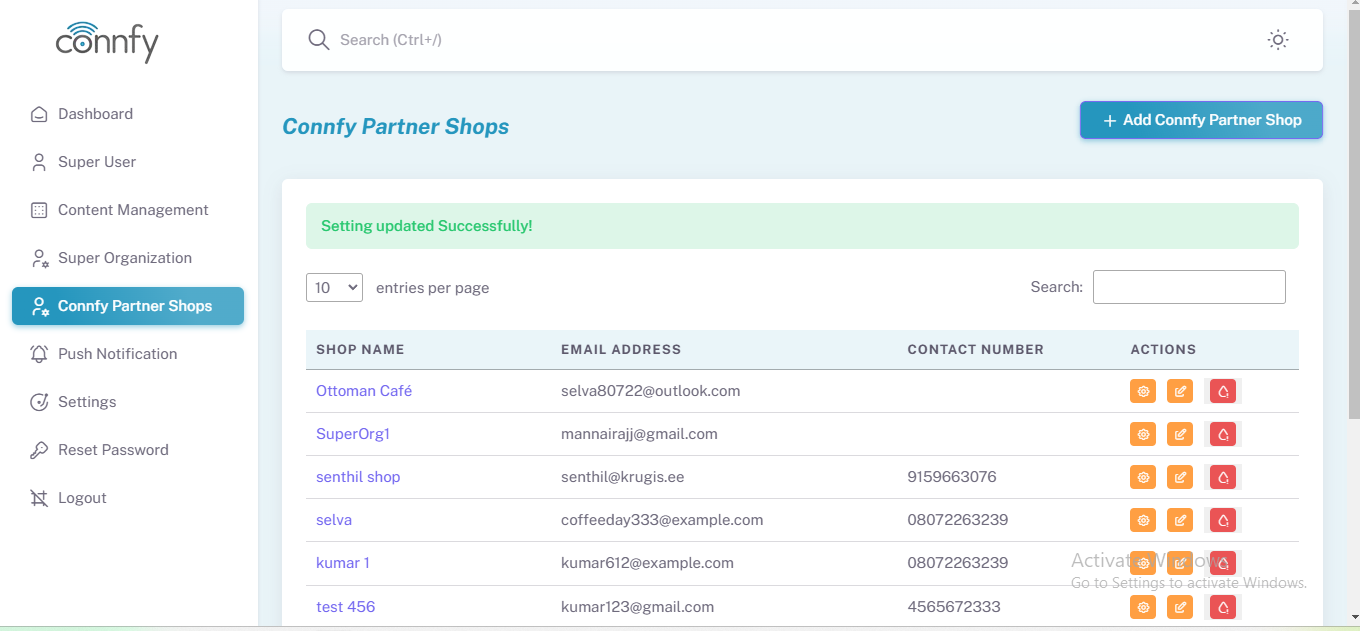 connfy
Search (Ctrl+/)
Dashboard
Super User
Content Management
Super Organization
Connfy Partner Shops
Push Notification
Settings
Reset Password
Logout
Connfy Partner Shops
+ Add Connfy Partner Shop
Setting updated Successfully!
10 entries per page
Search:
SHOP NAME EMAIL ADDRESS CONTACT NUMBER ACTIONS
Ottoman Café selva80722@outlook.com
SuperOrg1 mannairajj@gmail.com
senthil shop senthil@krugis.ee 9159663076
selva coffeeday333@example.com 08072263239
kumar 1 kumar612@example.com 08072263239
test 456 kumar123@gmail.com 4565672333
Activate Windows
Go to Settings to activate Windows.